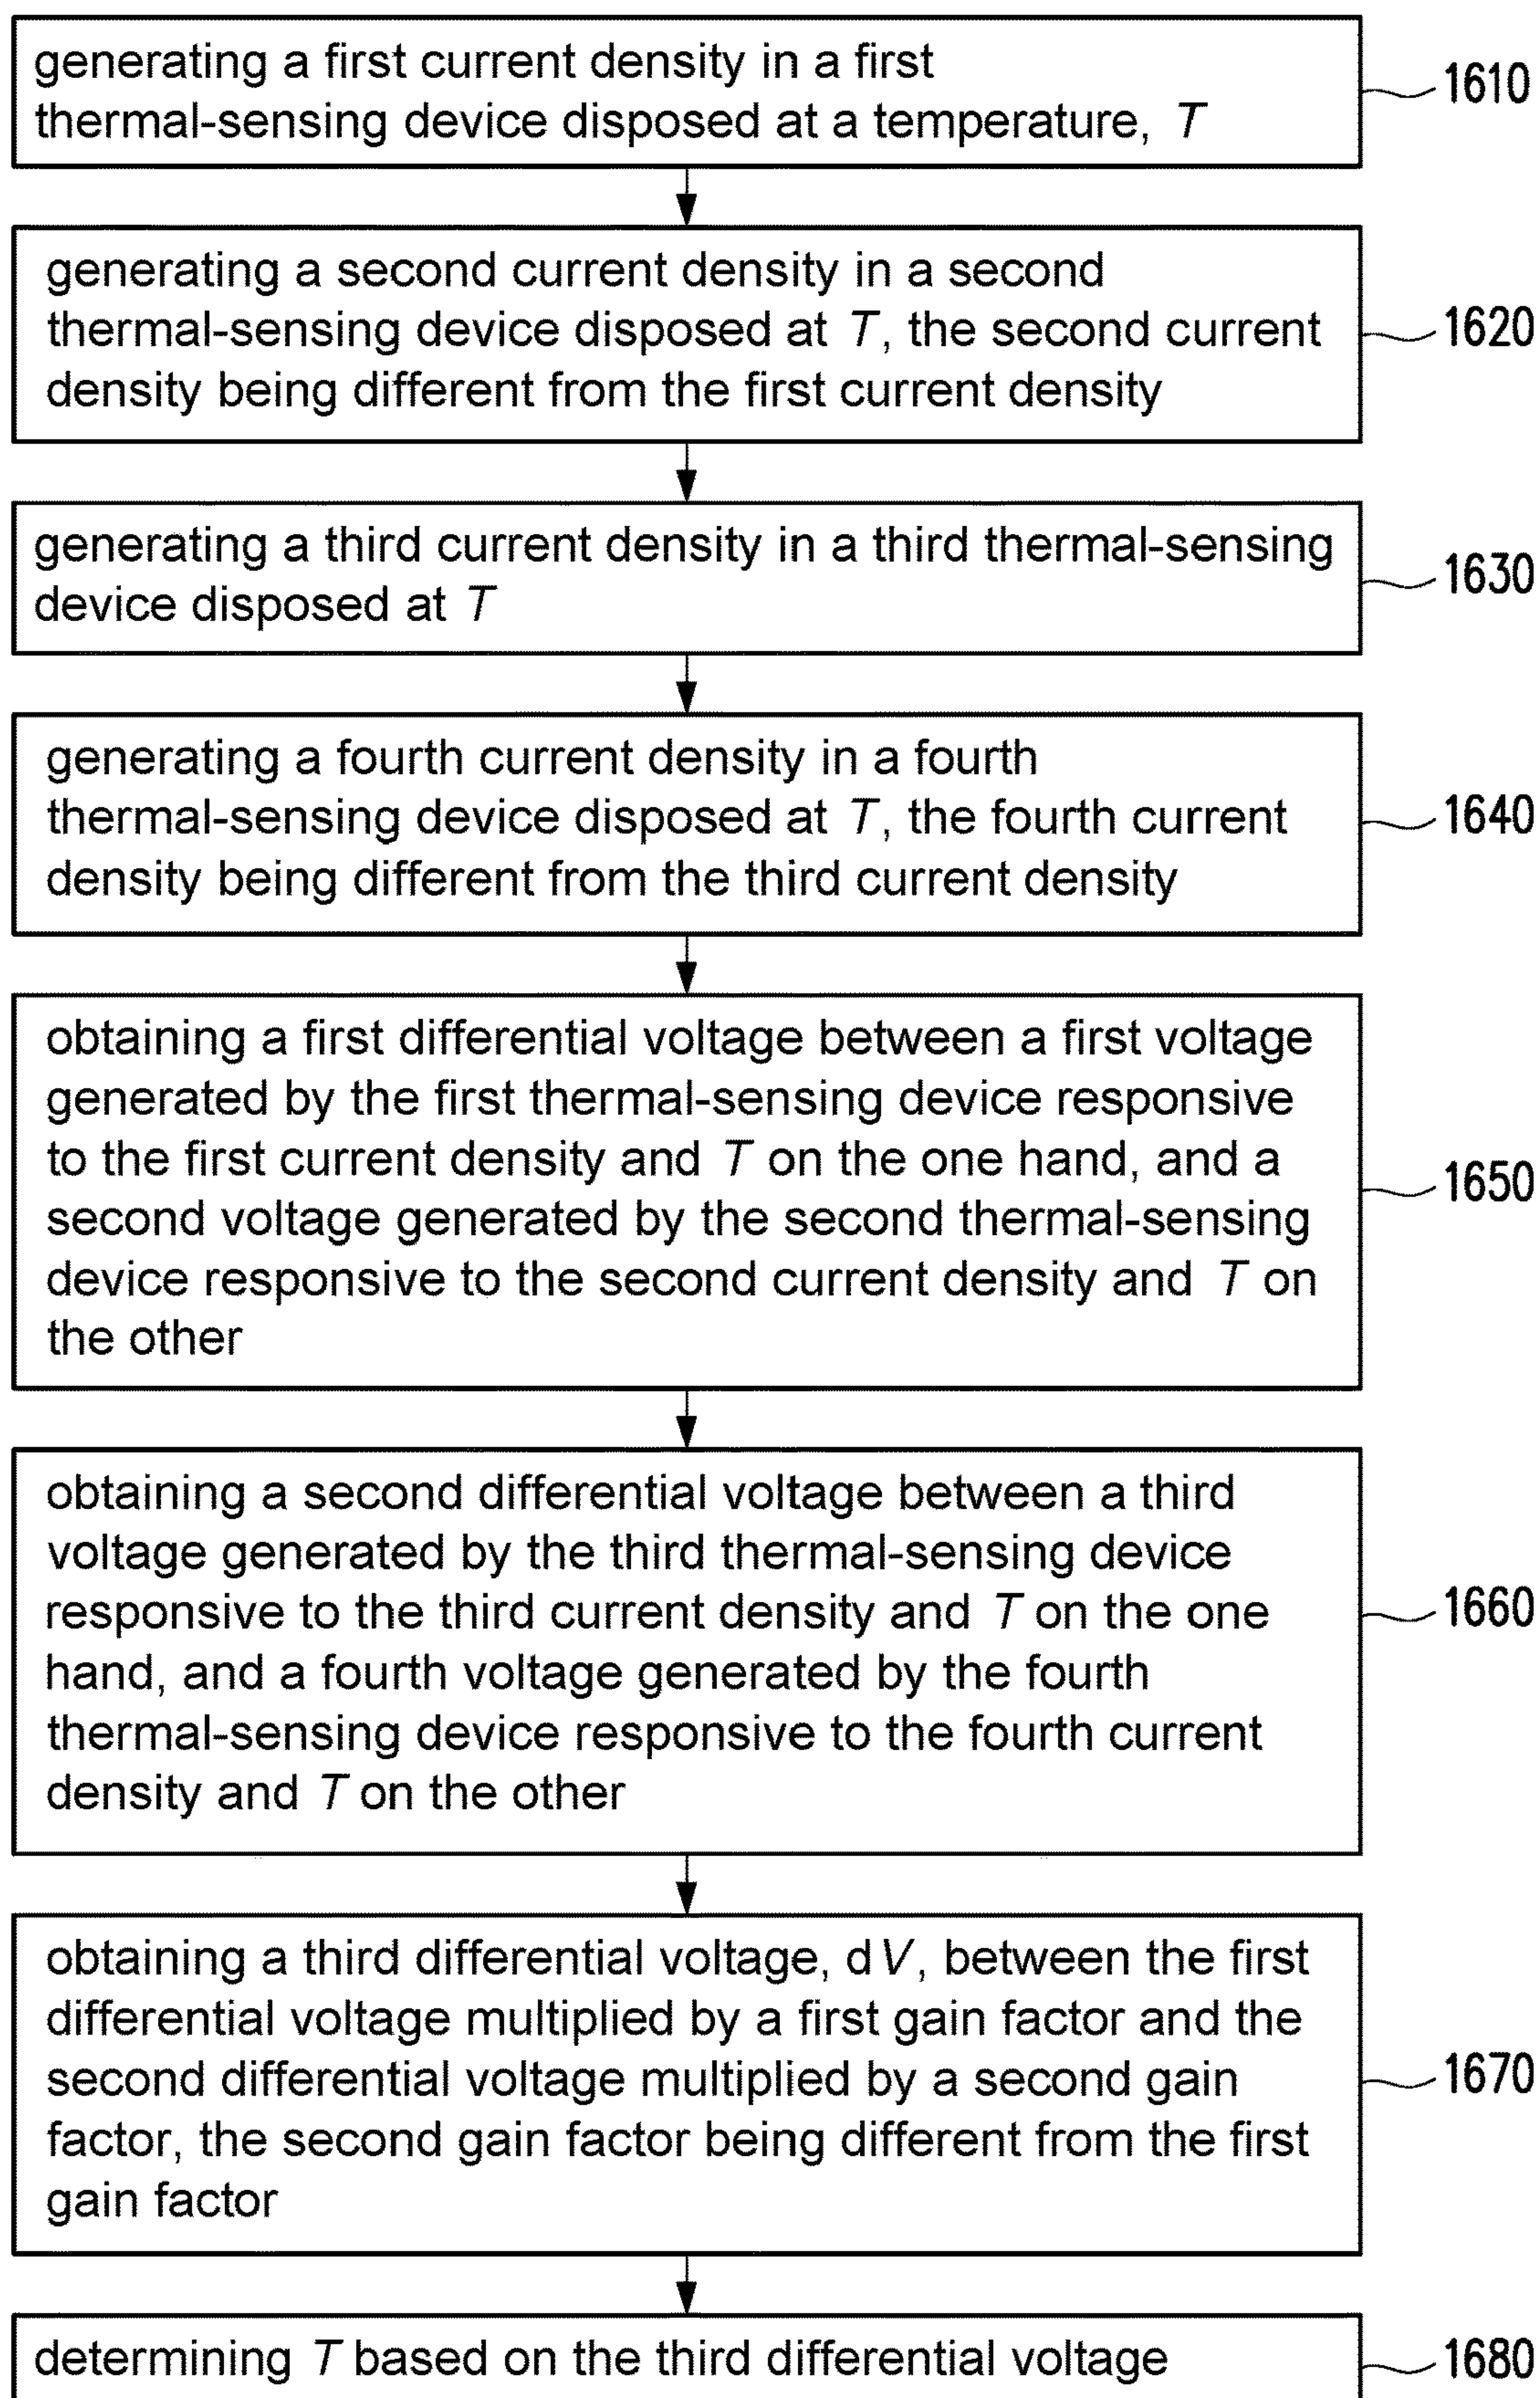 generating a first current density in a first
thermal-sensing device disposed at a temperature, T
1610
generating a second current density in a second
thermal-sensing device disposed at T, the second current
density being different from the first current density
1620
generating a third current density in a third thermal-sensing
device disposed at T
1630
generating a fourth current density in a fourth
thermal-sensing device disposed at T, the fourth current
density being different from the third current density
1640
obtaining a first differential voltage between a first voltage
generated by the first thermal-sensing device responsive
to the first current density and T on the one hand, and a
second voltage generated by the second thermal-sensing
device responsive to the second current density and T on
the other
1650
obtaining a second differential voltage between a third
voltage generated by the third thermal-sensing device
responsive to the third current density and T on the one
hand, and a fourth voltage generated by the fourth
thermal-sensing device responsive to the fourth current
density and T on the other
1660
obtaining a third differential voltage, dV, between the first
differential voltage multiplied by a first gain factor and the
second differential voltage multiplied by a second gain
factor, the second gain factor being different from the first
gain factor
1670
determining T based on the third differential voltage
1680